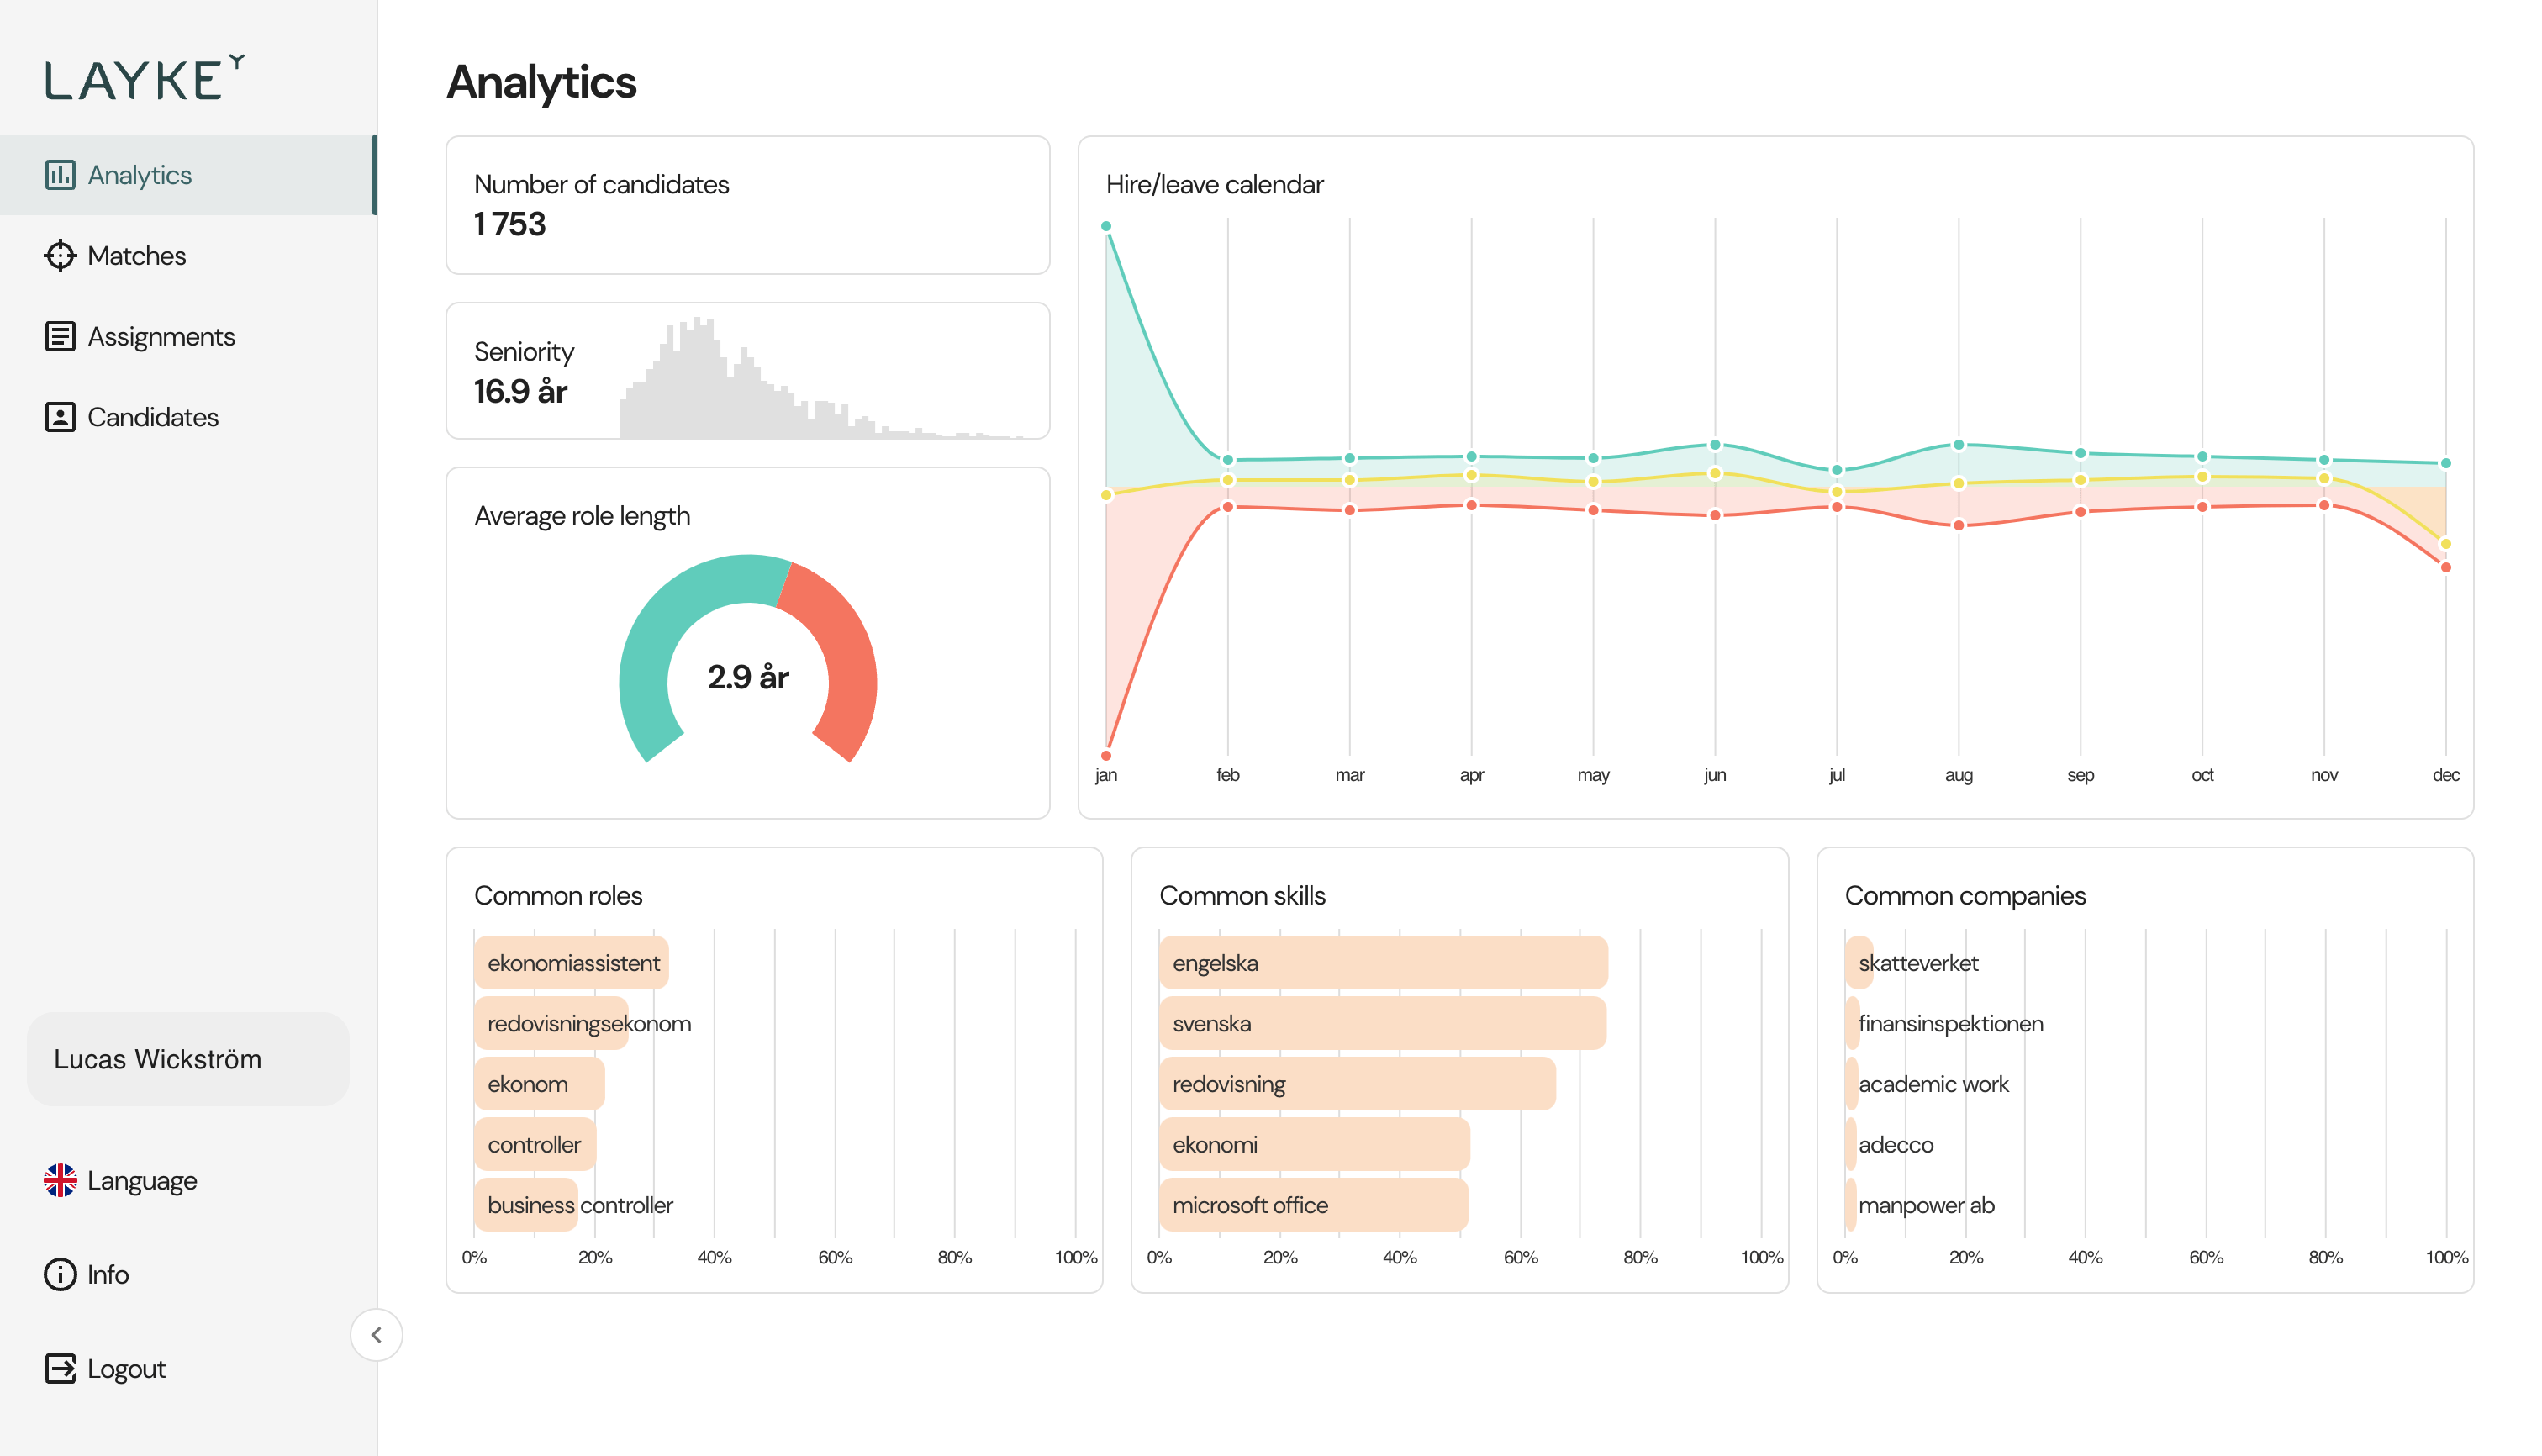 LAYKE
Analytics
Matches
Assignments
Candidates
Lucas Wickström
Language
Info
Logout
Analytics
Number of candidates
1 753
Seniority
16.9 år
Average role length
2.9 år
Hire/leave calendar
jan feb mar apr may jun jul aug sep oct nov dec
Common roles
ekonomiassistent
redovisningsekonom
ekonom
controller
business controller
0% 20% 40% 60% 80% 100%
Common skills
engelska
svenska
redovisning
ekonomi
microsoft office
0% 20% 40% 60% 80% 100%
Common companies
skatteverket
finansinspektionen
academic work
adecco
manpower ab
0% 20% 40% 60% 80% 100%